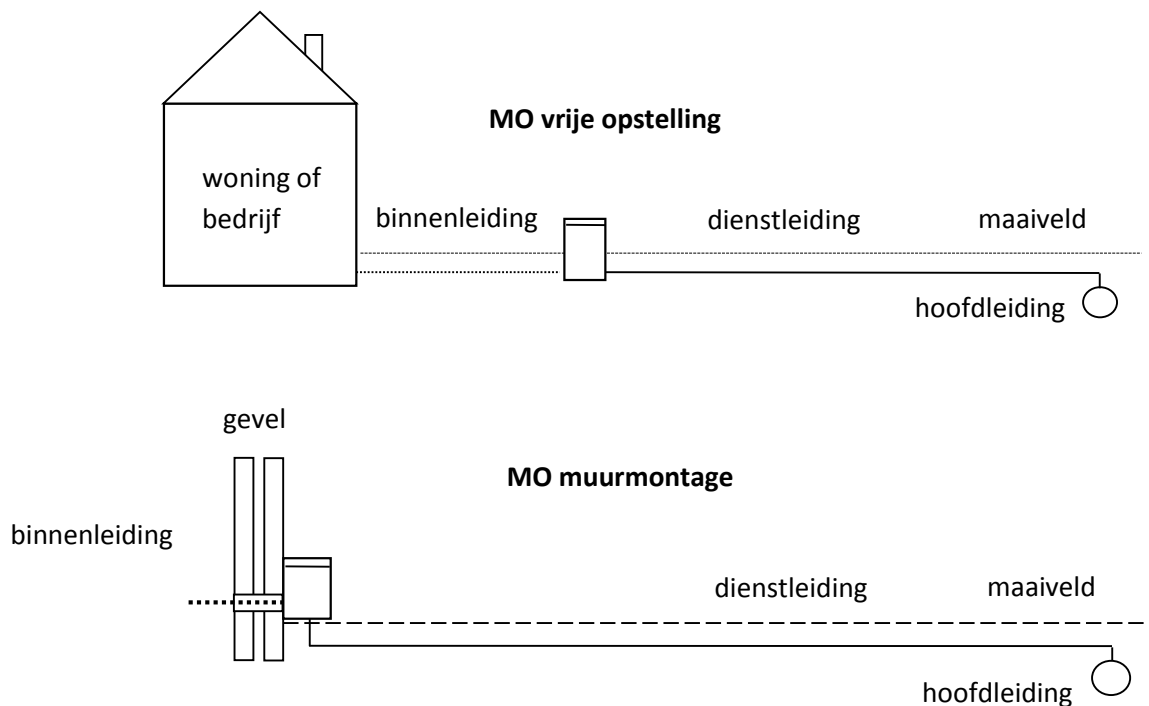 MO vrije opstelling
woning of
bedrijf
binnenleiding
dienstleiding
maaiveld
hoofdleiding
gevel
MO muurmontage
binnenleiding
dienstleiding
maaiveld
hoofdleiding